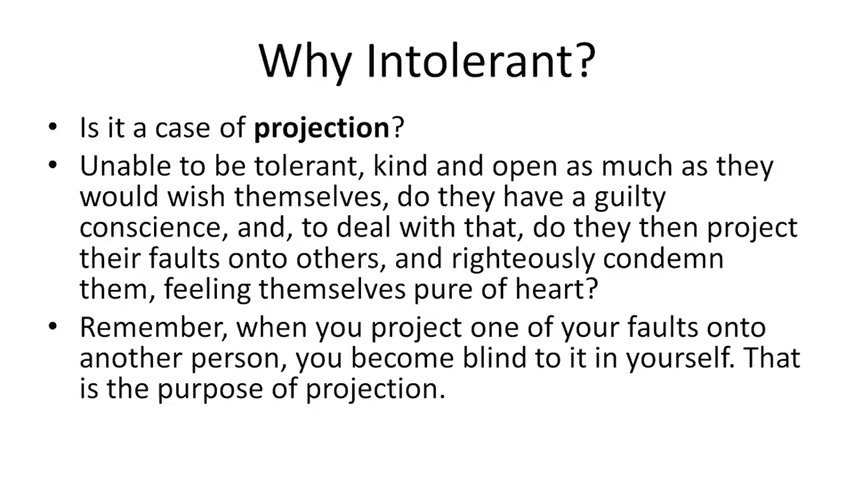 Why Intolerant?
• Is it a case of projection?
• Unable to be tolerant, kind and open as much as they
would wish themselves, do they have a guilty
conscience, and, to deal with that, do they then project
their faults onto others, and righteously condemn
them, feeling themselves pure of heart?
• Remember, when you project one of your faults onto
another person, you become blind to it in yourself. That
is the purpose of projection.